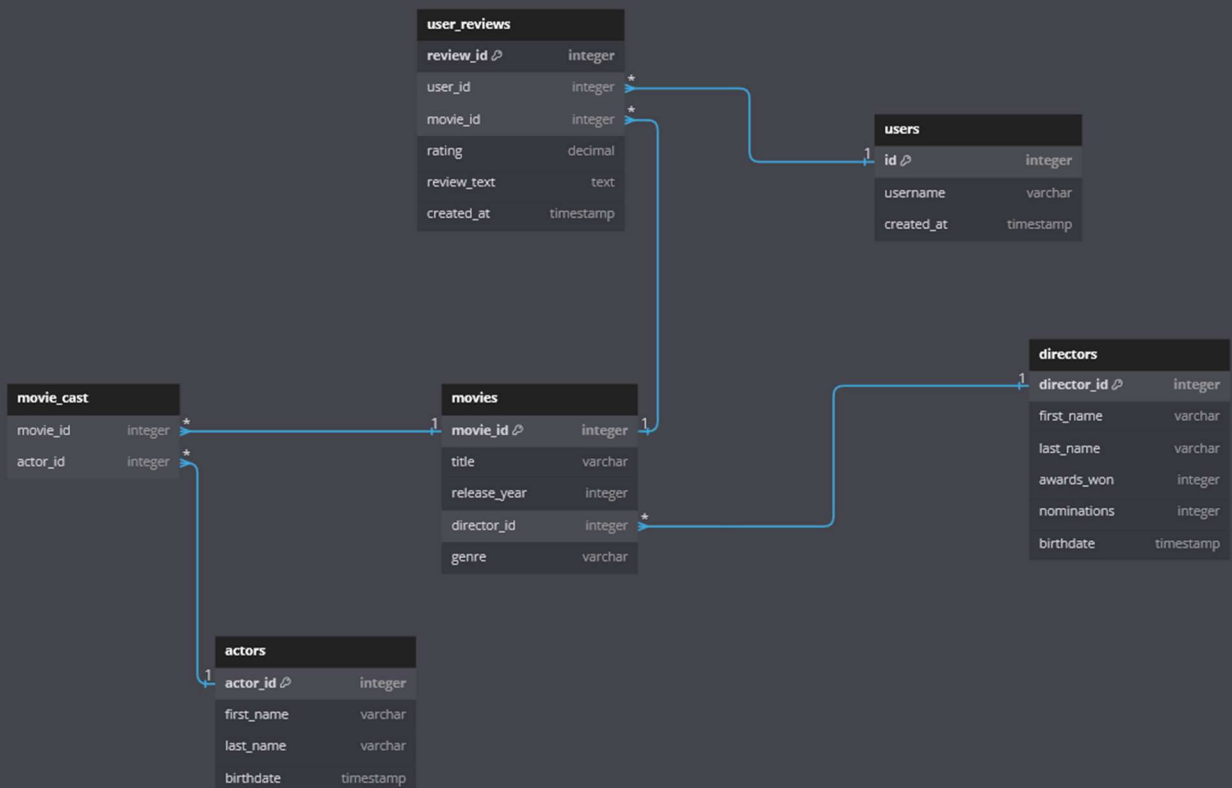 user_reviews
review_id integer
user_id integer *
movie_id integer *
rating decimal
review_text text
created_at timestamp
users
1 id integer
username varchar
created_at timestamp
directors
1 director_id integer
first_name varchar
last_name varchar
awards_won integer
nominations integer
birthdate timestamp
movie_cast
movie_id integer *
actor_id integer *
movies
1 movie_id integer 1
title varchar
release_year integer
director_id integer *
genre varchar
actors
1 actor_id integer
first_name varchar
last_name varchar
birthdate timestamp